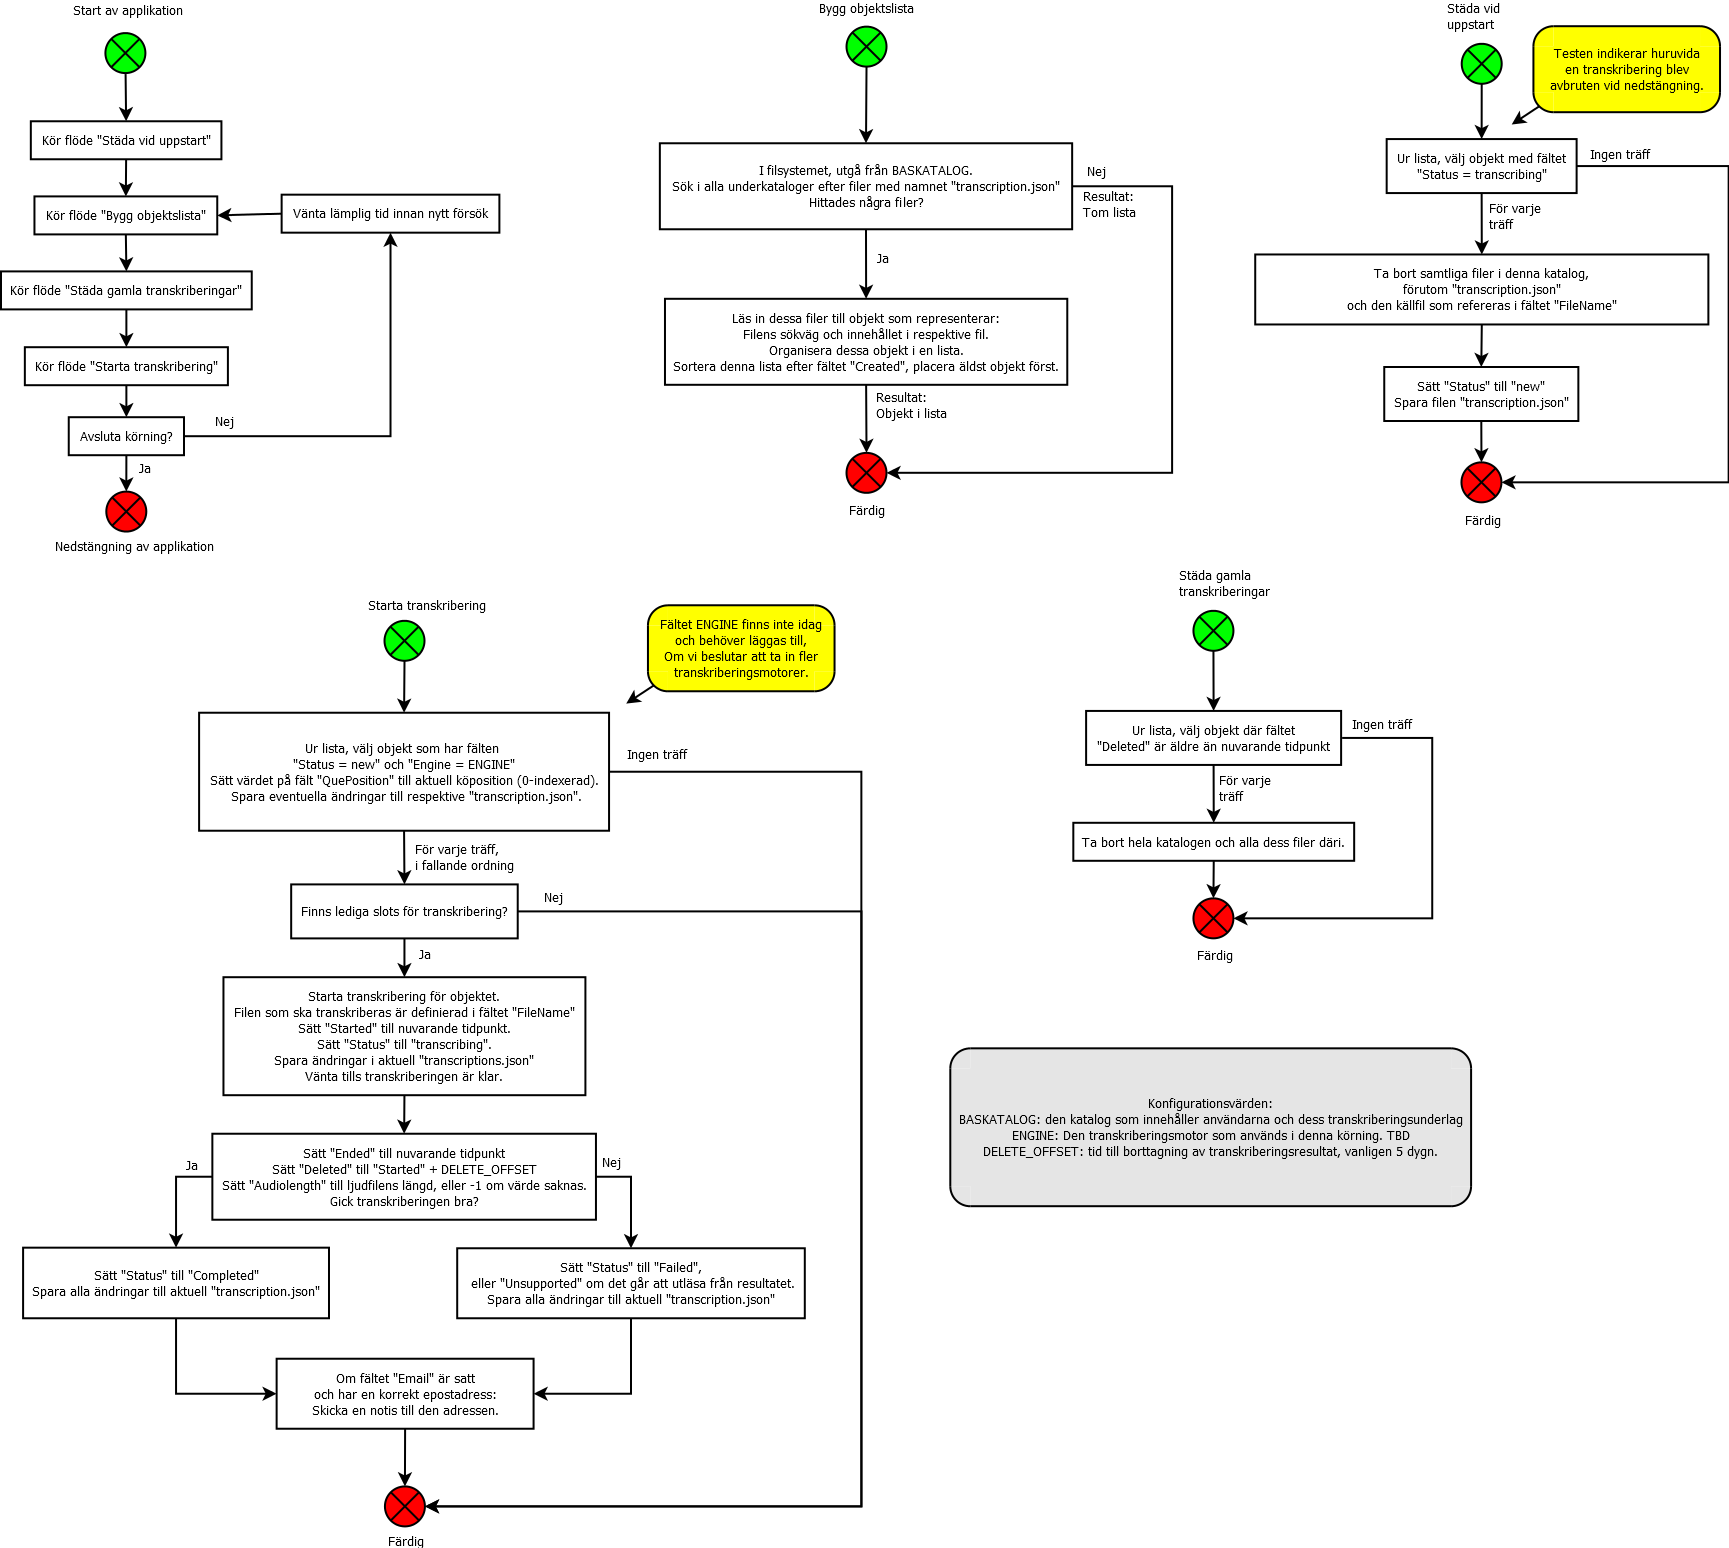 Start av applikation
Kör flöde "Städa vid uppstart"
Kör flöde "Bygg objektslista"
Vänta lämplig tid innan nytt försök
Kör flöde "Städa gamla transkriberingar"
Kör flöde "Starta transkribering"
Avsluta körning?
Nej
Ja
Nedstängning av applikation
Bygg objektslista
I filsystemet, utgå från BASKATALOG.
Sök i alla underkataloger efter filer med namnet "transcription.json"
Hittades några filer?
Nej
Resultat:
Tom lista
Ja
Läs in dessa filer till objekt som representerar:
Filens sökväg och innehållet i respektive fil.
Organisera dessa objekt i en lista.
Sortera denna lista efter fältet "Created", placera äldst objekt först.
Resultat:
Objekt i lista
Färdig
Städa vid
uppstart
Testen indikerar huruvida
en transkribering blev
avbruten vid nedstängning.
Ur lista, välj objekt med fältet
"Status = transcribing"
Ingen träff
För varje
träff
Ta bort samtliga filer i denna katalog,
förutom "transcription.json"
och den källfil som refereras i fältet "FileName"
Sätt "Status" till "new"
Spara filen "transcription.json"
Färdig
Starta transkribering
Fältet ENGINE finns inte idag
och behöver läggas till,
Om vi beslutar att ta in fler
transkriberingsmotorer.
Ur lista, välj objekt som har fälten
"Status = new" och "Engine = ENGINE"
Sätt värdet på fält "QuePosition" till aktuell köposition (0-indexerad).
Spara eventuella ändringar till respektive "transcription.json".
Ingen träff
För varje träff,
i fallande ordning
Finns lediga slots för transkribering?
Nej
Ja
Starta transkribering för objektet.
Filen som ska transkriberas är definierad i fältet "FileName"
Sätt "Started" till nuvarande tidpunkt.
Sätt "Status" till "transcribing".
Spara ändringar i aktuell "transcriptions.json"
Vänta tills transkriberingen är klar.
Sätt "Ended" till nuvarande tidpunkt
Sätt "Deleted" till "Started" + DELETE_OFFSET
Sätt "Audiolength" till ljudfilens längd, eller -1 om värde saknas.
Gick transkriberingen bra?
Ja
Nej
Sätt "Status" till "Completed"
Spara alla ändringar till aktuell "transcription.json"
Sätt "Status" till "Failed",
eller "Unsupported" om det går att utläsa från resultatet.
Spara alla ändringar till aktuell "transcription.json"
Om fältet "Email" är satt
och har en korrekt epostadress:
Skicka en notis till den adressen.
Färdig
Städa gamla
transkriberingar
Ur lista, välj objekt där fältet
"Deleted" är äldre än nuvarande tidpunkt
Ingen träff
För varje
träff
Ta bort hela katalogen och alla dess filer däri.
Färdig
Konfigurationsvärden:
BASKATALOG: den katalog som innehåller användarna och dess transkriberingsunderlag
ENGINE: Den transkriberingsmotor som används i denna körning. TBD
DELETE_OFFSET: tid till borttagning av transkriberingsresultat, vanligen 5 dygn.